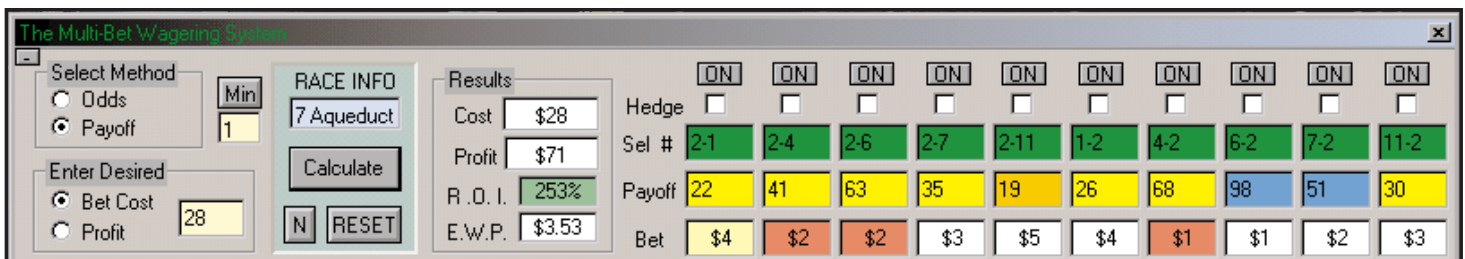 The Multi-Bet Wagering System
Select Method
Odds
Payoff
Min
1
Enter Desired
Bet Cost
Profit
28
RACE INFO
7 Aqueduct
Calculate
N RESET
Results
Cost $28
Profit $71
R.O.I. 253%
E.W.P. $3.53
ON ON ON ON ON ON ON ON ON ON
Hedge
Sel # 2-1 2-4 2-6 2-7 2-11 1-2 4-2 6-2 7-2 11-2
Payoff 22 41 63 35 19 26 68 98 51 30
Bet $4 $2 $2 $3 $5 $4 $1 $1 $2 $3